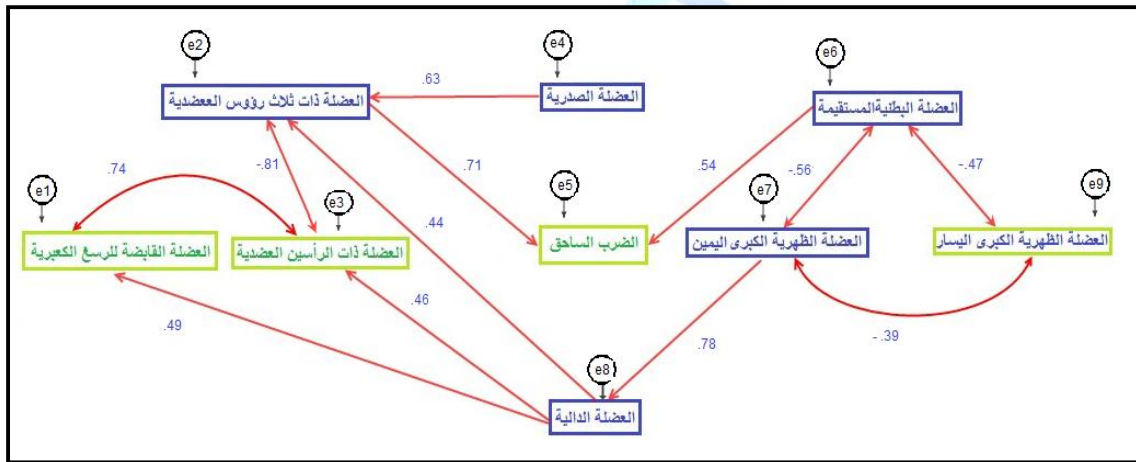 e2
e4
e6
.63
العضلة ذات ثلاث رؤوس العضدية
العضلة الصدرية
العضلة البطنيةالمستقيمة
.74
-.81
.71
.54
-.56
-.47
e1
e3
e5
e7
e9
.44
العضلة القابضة للرسغ الكعبرية
العضلة ذات الرأسين العضدية
الضرب الساحق
العضلة الظهرية الكبرى اليمين
العضلة الظهرية الكبرى اليسار
.49
.46
.78
-.39
e8
العضلة الدالية